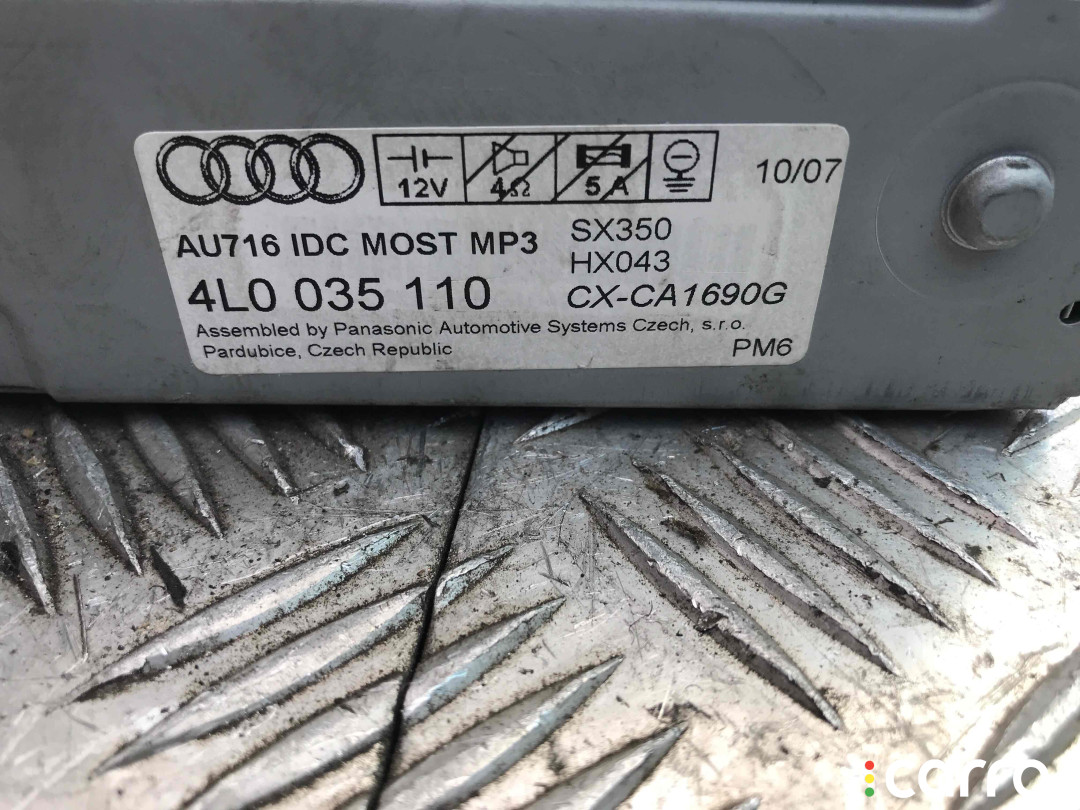 12V 4Ω 5 A
10/07
AU716 IDC MOST MP3
SX350
HX043
4L0 035 110
CX-CA1690G
Assembled by Panasonic Automotive Systems Czech, s.r.o.
Pardubice, Czech Republic
PM6